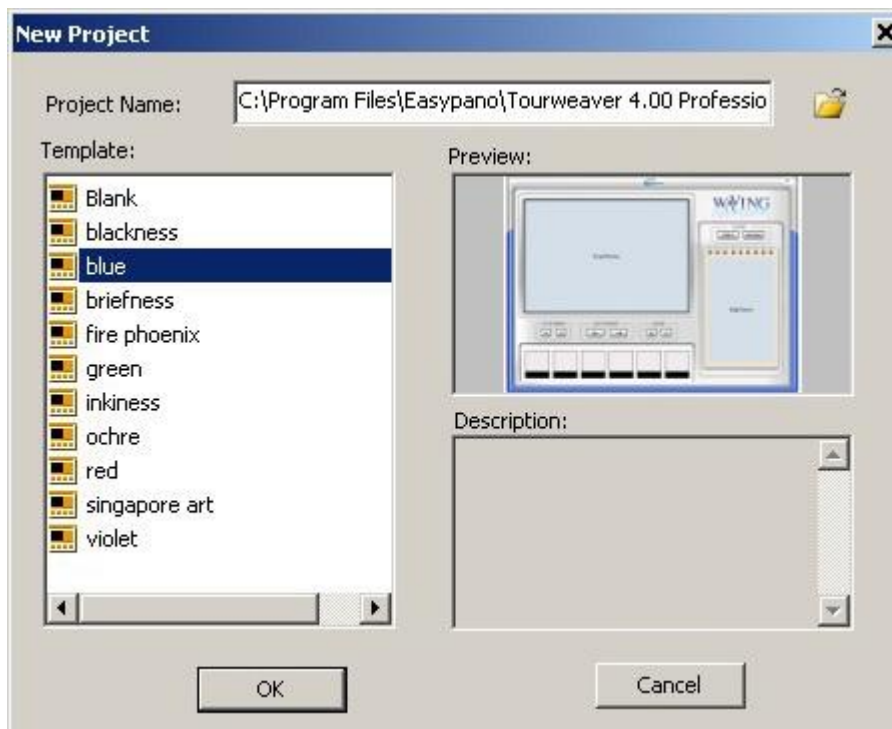 New Project
Project Name:
C:\Program Files\Easypano\Tourweaver 4.00 Professio
Template:
Blank
blackness
blue
briefness
fire phoenix
green
inkiness
ochre
red
singapore art
violet
Preview:
Description:
OK
Cancel